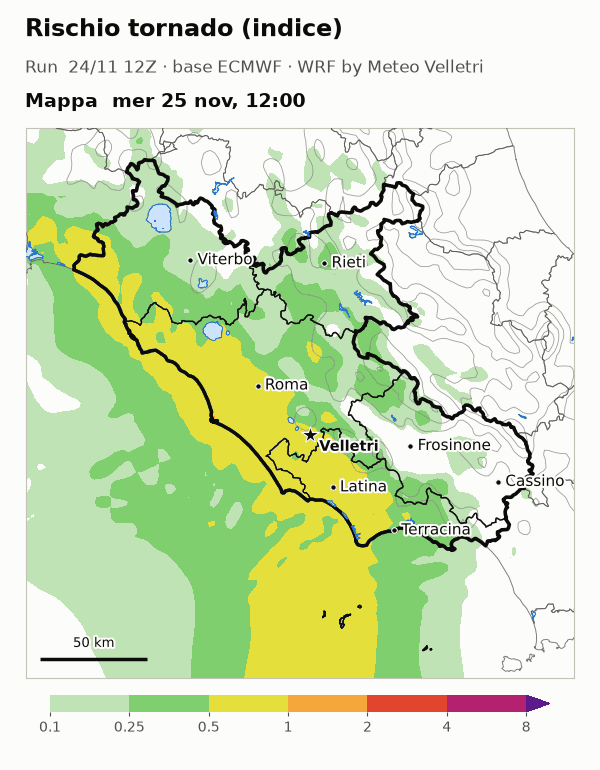 Rischio tornado (indice)
Run 24/11 12Z · base ECMWF · WRF by Meteo Velletri
Mappa mer 25 nov, 12:00
Viterbo
Rieti
Roma
Velletri
Frosinone
Latina
Cassino
Terracina
50 km
0.1 0.25 0.5 1 2 4 8